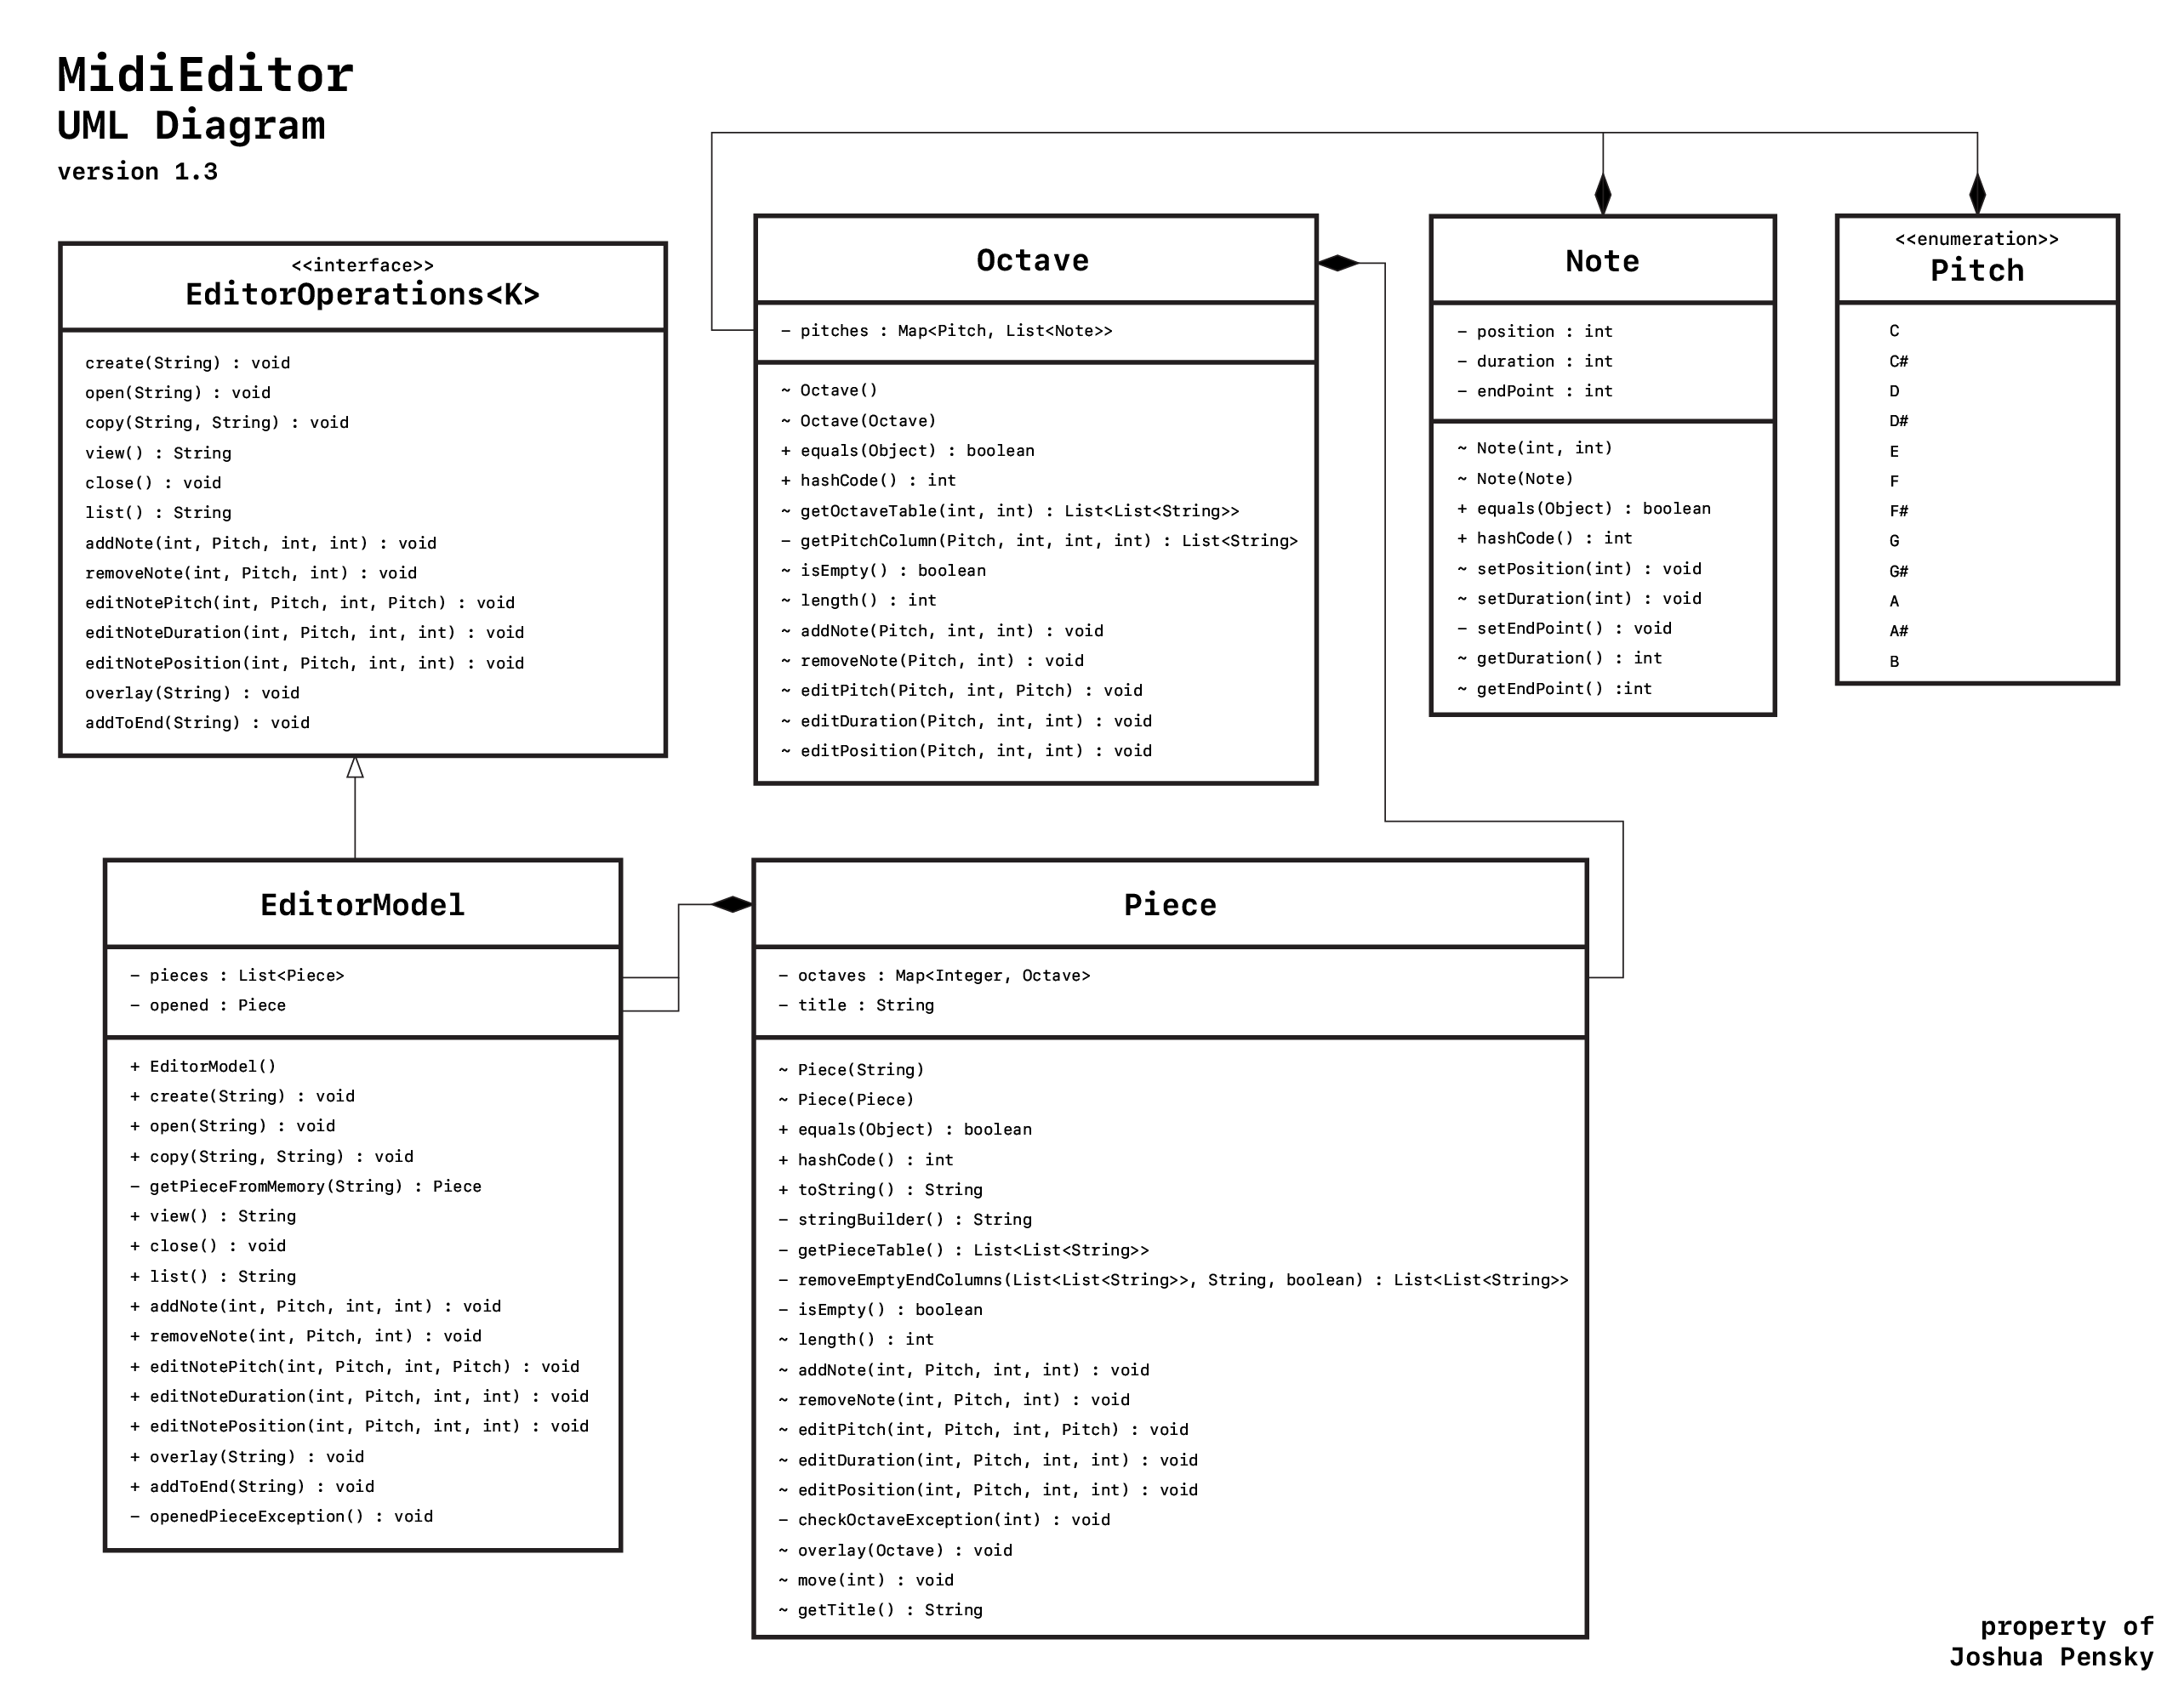 MidiEditor
UML Diagram
version 1.3
<<interface>>
EditorOperations<K>
create(String) : void
open(String) : void
copy(String, String) : void
view() : String
close() : void
list() : String
addNote(int, Pitch, int, int) : void
removeNote(int, Pitch, int) : void
editNotePitch(int, Pitch, int, Pitch) : void
editNoteDuration(int, Pitch, int, int) : void
editNotePosition(int, Pitch, int, int) : void
overlay(String) : void
addToEnd(String) : void
Octave
– pitches : Map<Pitch, List<Note>>
~ Octave()
~ Octave(Octave)
+ equals(Object) : boolean
+ hashCode() : int
~ getOctaveTable(int, int) : List<List<String>>
– getPitchColumn(Pitch, int, int, int) : List<String>
~ isEmpty() : boolean
~ length() : int
~ addNote(Pitch, int, int) : void
~ removeNote(Pitch, int) : void
~ editPitch(Pitch, int, Pitch) : void
~ editDuration(Pitch, int, int) : void
~ editPosition(Pitch, int, int) : void
Note
– position : int
– duration : int
– endPoint : int
~ Note(int, int)
~ Note(Note)
+ equals(Object) : boolean
+ hashCode() : int
~ setPosition(int) : void
~ setDuration(int) : void
– setEndPoint() : void
~ getDuration() : int
~ getEndPoint() :int
<<enumeration>>
Pitch
C
C#
D
D#
E
F
F#
G
G#
A
A#
B
EditorModel
– pieces : List<Piece>
– opened : Piece
+ EditorModel()
+ create(String) : void
+ open(String) : void
+ copy(String, String) : void
– getPieceFromMemory(String) : Piece
+ view() : String
+ close() : void
+ list() : String
+ addNote(int, Pitch, int, int) : void
+ removeNote(int, Pitch, int) : void
+ editNotePitch(int, Pitch, int, Pitch) : void
+ editNoteDuration(int, Pitch, int, int) : void
+ editNotePosition(int, Pitch, int, int) : void
+ overlay(String) : void
+ addToEnd(String) : void
– openedPieceException() : void
Piece
– octaves : Map<Integer, Octave>
– title : String
~ Piece(String)
~ Piece(Piece)
+ equals(Object) : boolean
+ hashCode() : int
+ toString() : String
– stringBuilder() : String
– getPieceTable() : List<List<String>>
– removeEmptyEndColumns(List<List<String>>, String, boolean) : List<List<String>>
– isEmpty() : boolean
~ length() : int
~ addNote(int, Pitch, int, int) : void
~ removeNote(int, Pitch, int) : void
~ editPitch(int, Pitch, int, Pitch) : void
~ editDuration(int, Pitch, int, int) : void
~ editPosition(int, Pitch, int, int) : void
– checkOctaveException(int) : void
~ overlay(Octave) : void
~ move(int) : void
~ getTitle() : String
property of
Joshua Pensky